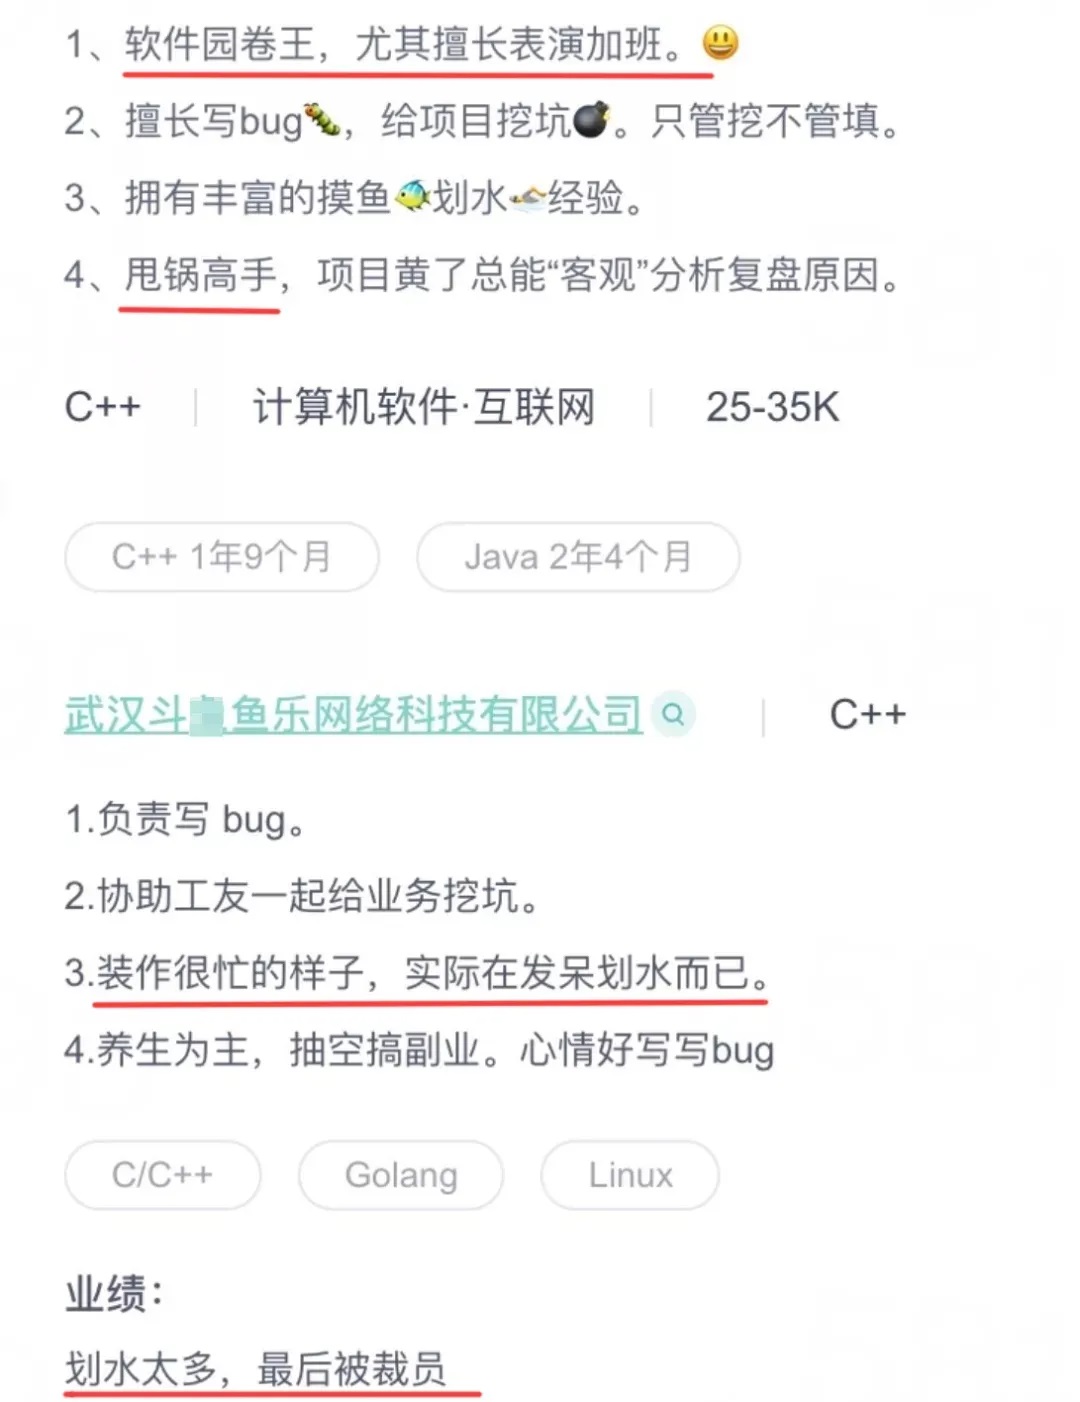 1、软件园卷王，尤其擅长表演加班。😃
2、擅长写bug🐛，给项目挖坑💣。只管挖不管填。
3、拥有丰富的摸鱼🐠划水🏊经验。
4、甩锅高手，项目黄了总能“客观”分析复盘原因。
C++ 计算机软件·互联网 25-35K
C++ 1年9个月 Java 2年4个月
武汉斗鱼乐网络科技有限公司 C++
1.负责写 bug。
2.协助工友一起给业务挖坑。
3.装作很忙的样子，实际在发呆划水而已。
4.养生为主，抽空搞副业。心情好写写bug
C/C++ Golang Linux
业绩：
划水太多，最后被裁员